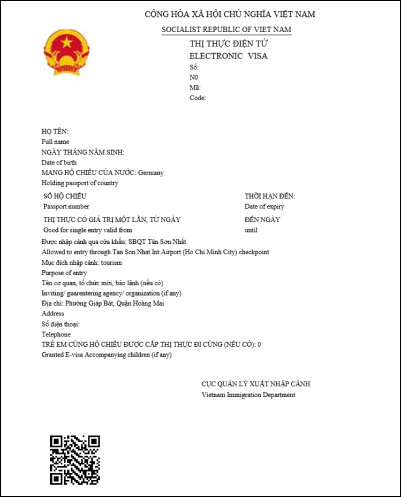 CỘNG HÒA XÃ HỘI CHỦ NGHĨA VIỆT NAM
SOCIALIST REPUBLIC OF VIET NAM
THỊ THỰC ĐIỆN TỬ
ELECTRONIC VISA
Số:
N0
Mã:
Code:
HỌ TÊN:
Full name
NGÀY THÁNG NĂM SINH:
Date of birth
MANG HỘ CHIẾU CỦA NƯỚC: Germany
Holding passport of country
SỐ HỘ CHIẾU THỜI HẠN ĐẾN:
Passport number Date of expiry
THỊ THỰC CÓ GIÁ TRỊ MỘT LẦN, TỪ NGÀY ĐẾN NGÀY
Good for single entry valid from until
Được nhập cảnh qua cửa khẩu: SBQT Tân Sơn Nhất
Allowed to entry through Tan Son Nhat Int Airport (Ho Chi Minh City) checkpoint
Mục đích nhập cảnh: tourism
Purpose of entry
Tên cơ quan, tổ chức mời, bảo lãnh (nếu có)
Inviting/ guarentering agency/ organization (if any)
Địa chỉ: Phường Giáp Bát, Quận Hoàng Mai
Address
Số điện thoại:
Telephone
TRẺ EM CÙNG HỘ CHIẾU ĐƯỢC CẤP THỊ THỰC ĐI CÙNG (NẾU CÓ): 0
Granted E-visa Accompanying children (if any)
CỤC QUẢN LÝ XUẤT NHẬP CẢNH
Vietnam Immigration Department